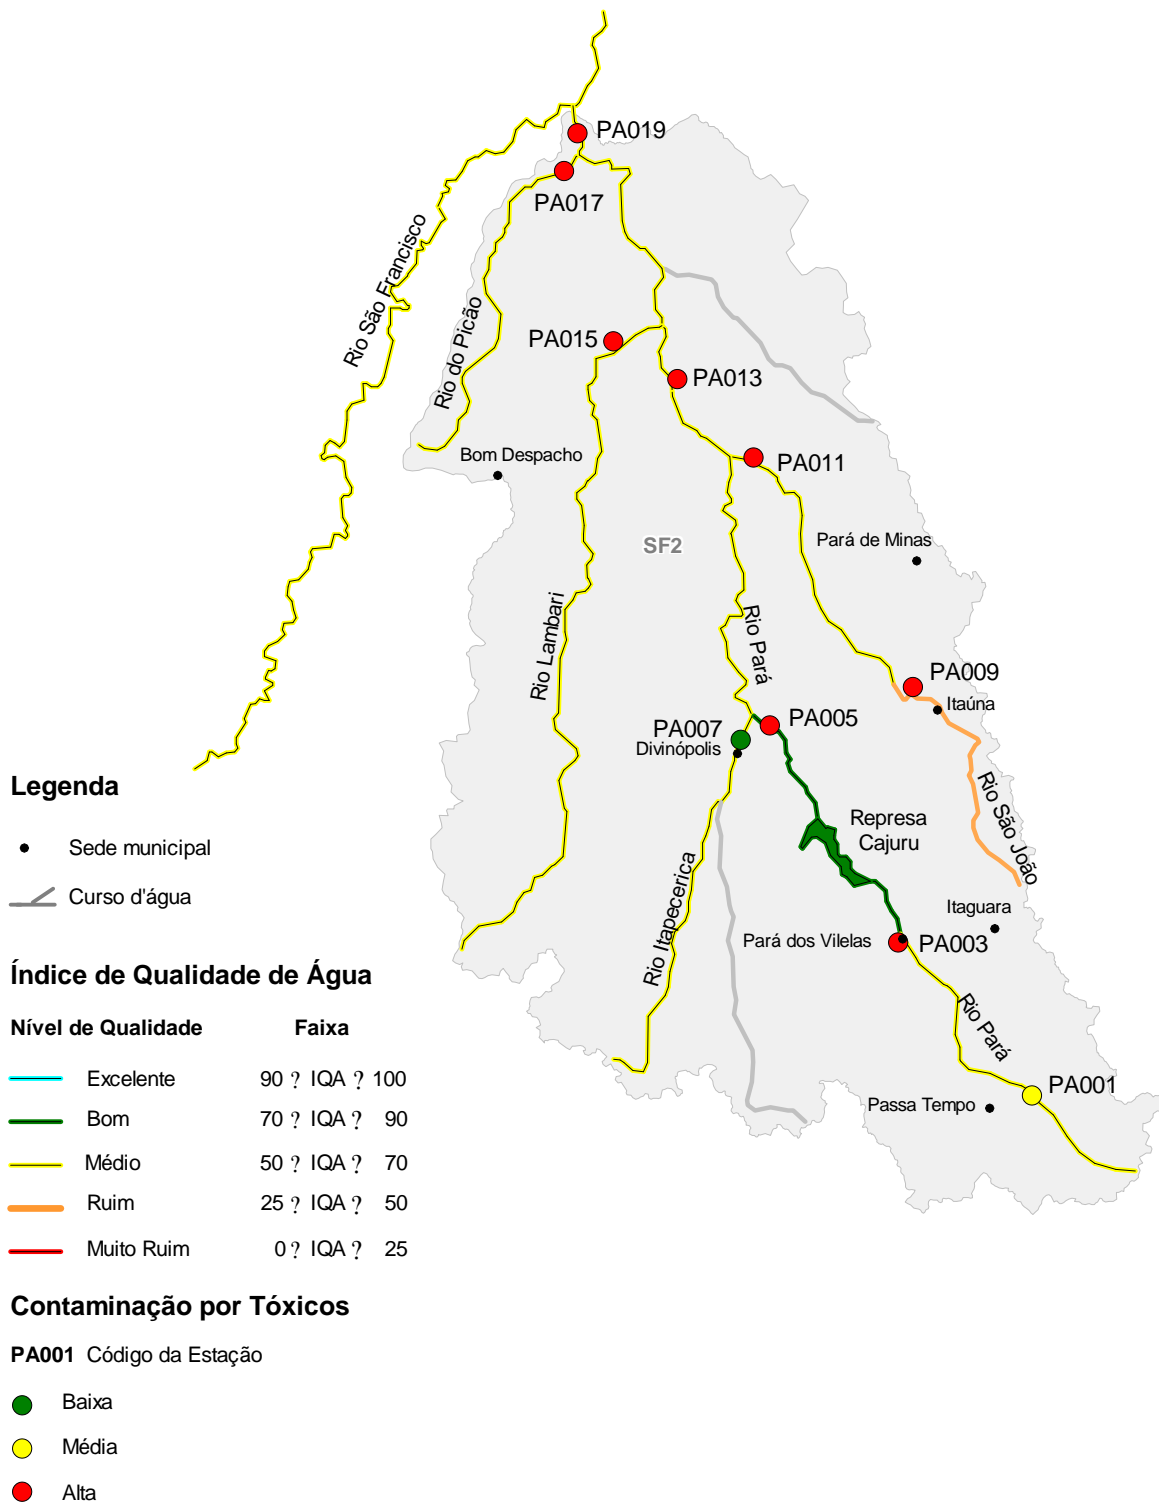 PA019
PA017
Rio São Francisco
Rio do Picão
PA015
PA013
Bom Despacho
PA011
SF2
Pará de Minas
Rio Lambari
Rio Pará
PA009
Itaúna
PA005
PA007
Divinópolis
Rio São João
Represa
Cajuru
Rio Itapecerica
Itaguara
Pará dos Vilelas
PA003
Rio Pará
PA001
Passa Tempo
Legenda
Sede municipal
Curso d'água
Índice de Qualidade de Água
Nível de Qualidade Faixa
Excelente 90 ? IQA ? 100
Bom 70 ? IQA ? 90
Médio 50 ? IQA ? 70
Ruim 25 ? IQA ? 50
Muito Ruim 0 ? IQA ? 25
Contaminação por Tóxicos
PA001 Código da Estação
Baixa
Média
Alta